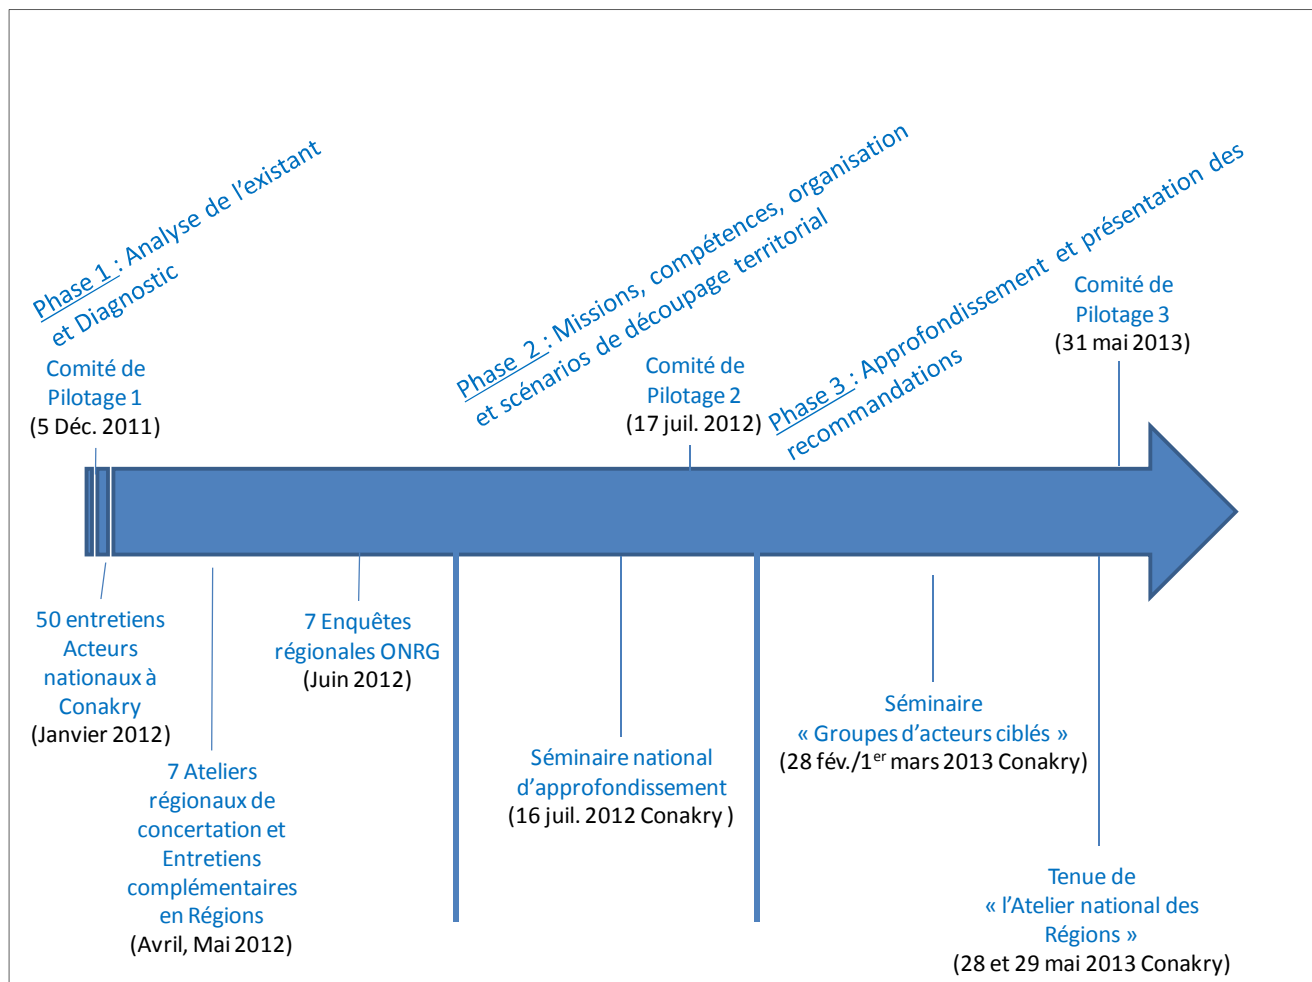 Phase 1 : Analyse de l’existant
et Diagnostic
Phase 2 : Missions, compétences, organisation
et scénarios de découpage territorial
Phase 3 : Approfondissement et présentation des
recommandations
Comité de
Pilotage 1
(5 Déc. 2011)
Comité de
Pilotage 2
(17 juil. 2012)
Comité de
Pilotage 3
(31 mai 2013)
50 entretiens
Acteurs
nationaux à
Conakry
(Janvier 2012)
7 Ateliers
régionaux de
concertation et
Entretiens
complémentaires
en Régions
(Avril, Mai 2012)
7 Enquêtes
régionales ONRG
(Juin 2012)
Séminaire national
d’approfondissement
(16 juil. 2012 Conakry )
Séminaire
« Groupes d’acteurs ciblés »
(28 fév./1er mars 2013 Conakry)
Tenue de
« l’Atelier national des
Régions »
(28 et 29 mai 2013 Conakry)